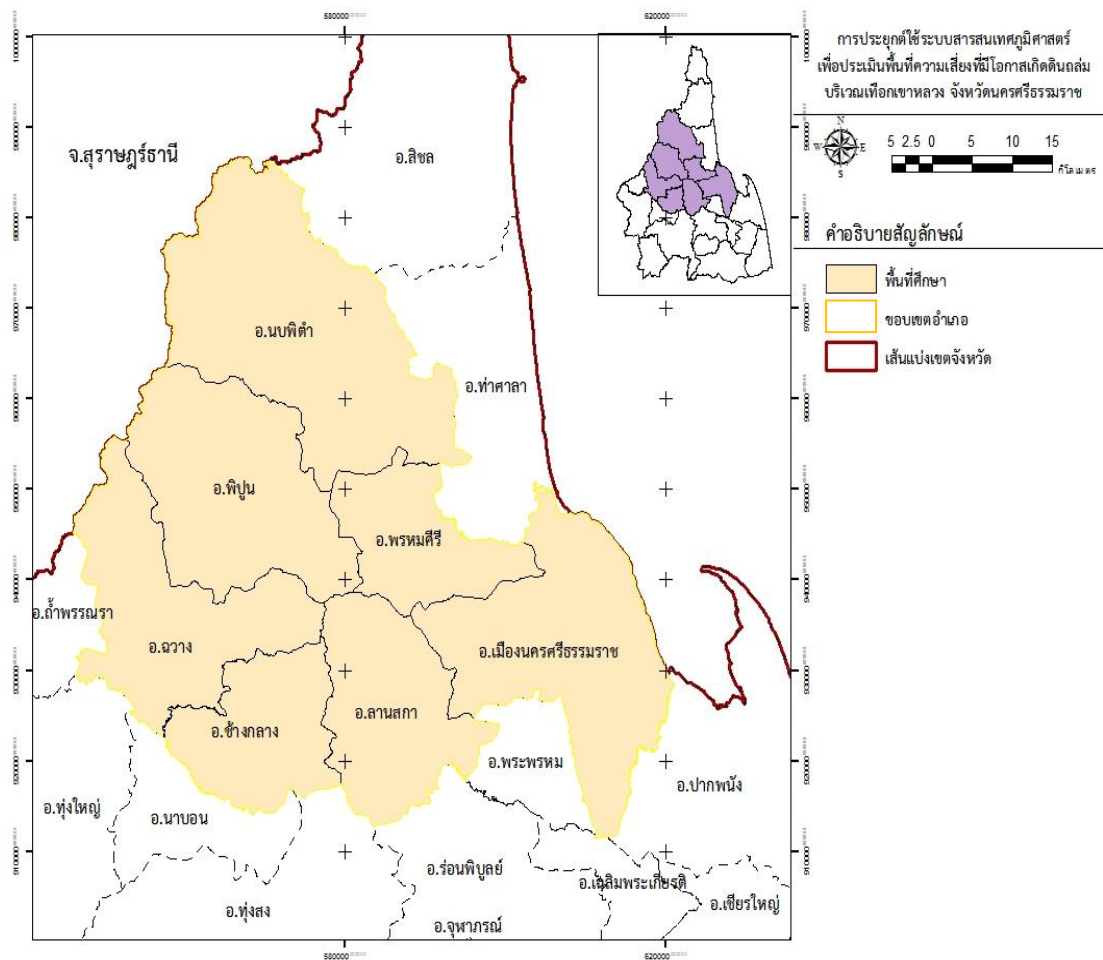 580000
620000
การประยุกต์ใช้ระบบสารสนเทศภูมิศาสตร์
เพื่อประเมินพื้นที่ความเสี่ยงที่มีโอกาสเกิดดินถล่ม
บริเวณเทือกเขาหลวง จังหวัดนครศรีธรรมราช
N
W
E
S
5 2.5 0 5 10 15
กิโลเมตร
คำอธิบายสัญลักษณ์
พื้นที่ศึกษา
ขอบเขตอำเภอ
เส้นแบ่งเขตจังหวัด
จ.สุราษฎร์ธานี
อ.สิชล
อ.นบพิตำ
อ.ท่าศาลา
อ.พิปูน
อ.พรหมคีรี
อ.ถ้ำพรรณรา
อ.ฉวาง
อ.เมืองนครศรีธรรมราช
อ.ช้างกลาง
อ.ลานสกา
อ.พระพรหม
อ.ปากพนัง
อ.ทุ่งใหญ่
อ.นาบอน
อ.ร่อนพิบูลย์
อ.เฉลิมพระเกียรติ
อ.ทุ่งสง
อ.จุฬาภรณ์
อ.เชียรใหญ่
580000
620000